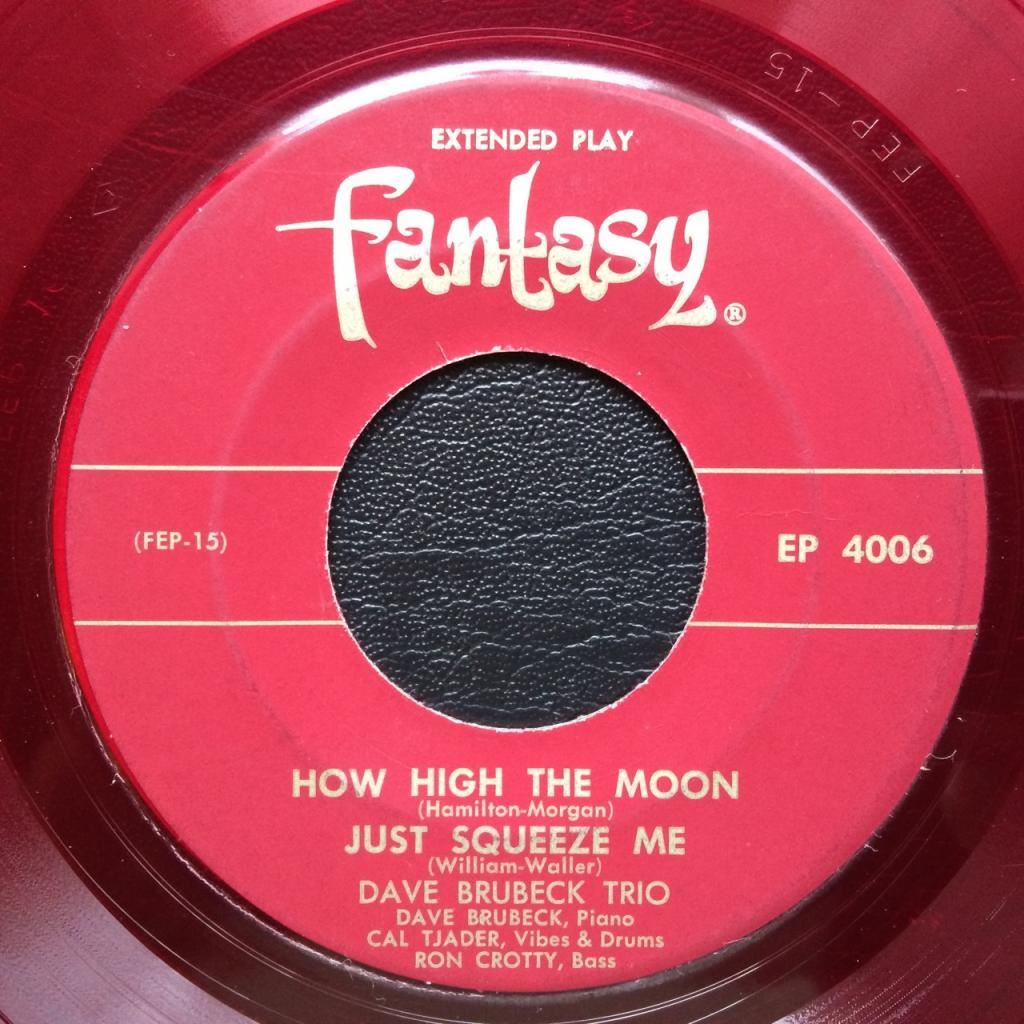 EXTENDED PLAY
fantasy®
FEP-15
(FEP-15)
EP 4006
HOW HIGH THE MOON
(Hamilton-Morgan)
JUST SQUEEZE ME
(William-Waller)
DAVE BRUBECK TRIO
DAVE BRUBECK, Piano
CAL TJADER, Vibes & Drums
RON CROTTY, Bass